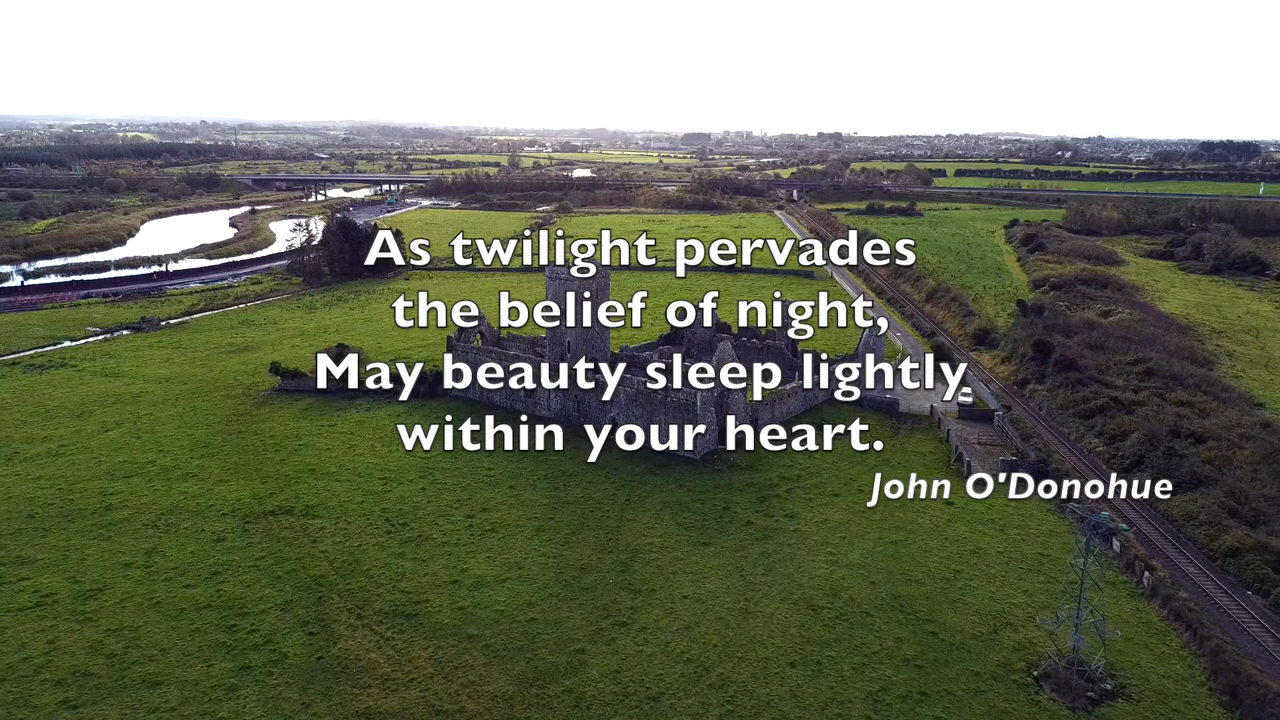 As twilight pervades
the belief of night,
May beauty sleep lightly
within your heart.
John O'Donohue